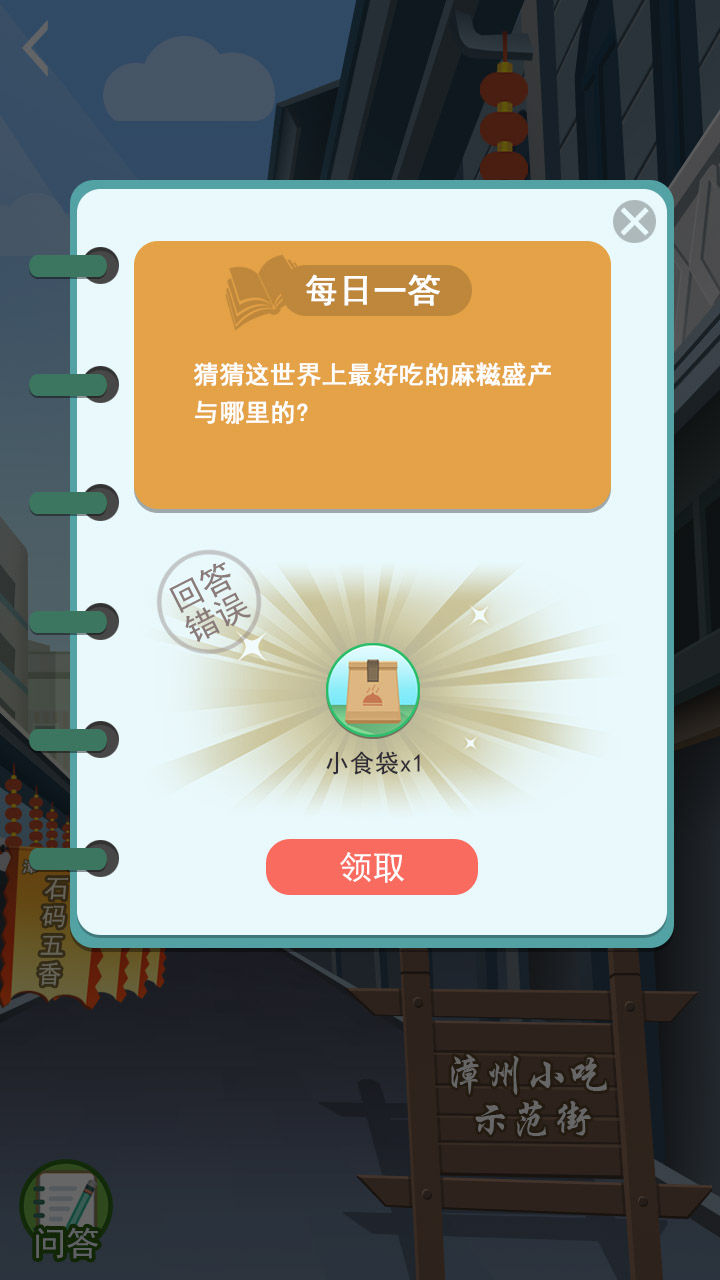 每日一答
猜猜这世界上最好吃的麻糍盛产
与哪里的?
回答
错误
小食袋x1
领取
石码五香
漳州小吃
示范街
问答